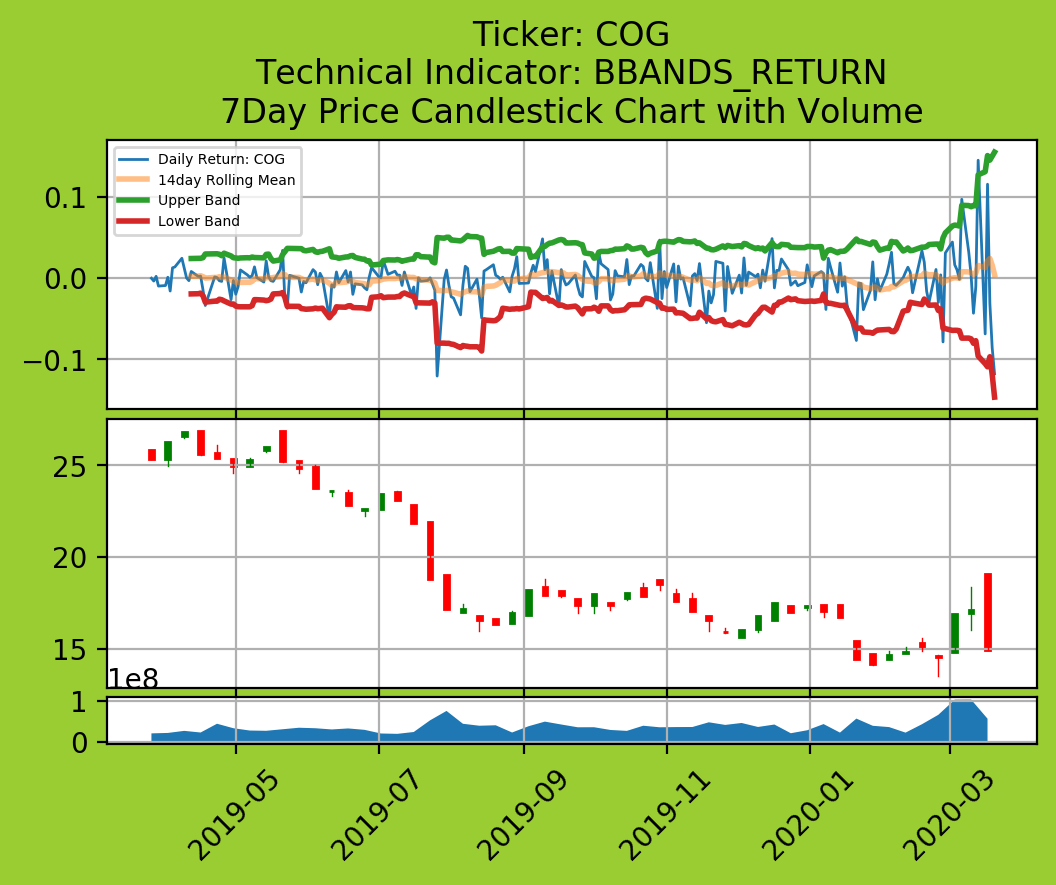 Ticker: COG
Technical Indicator: BBANDS_RETURN
7Day Price Candlestick Chart with Volume
Daily Return: COG
14day Rolling Mean
Upper Band
Lower Band
0.1
0.0
−0.1
25
20
15
1e8
1
0
2019-05
2019-07
2019-09
2019-11
2020-01
2020-03